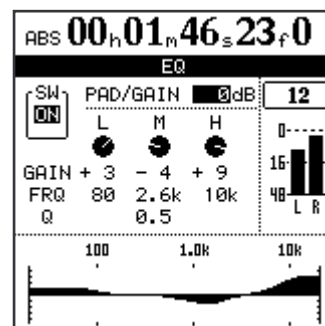 ABS 00h01m46s23f0
EQ
SW PAD/GAIN 0dB 12
ON
L M H
0
16
48
L R
GAIN + 3 - 4 + 9
FRQ 80 2.6k 10k
Q 0.5
100 1.0k 10k